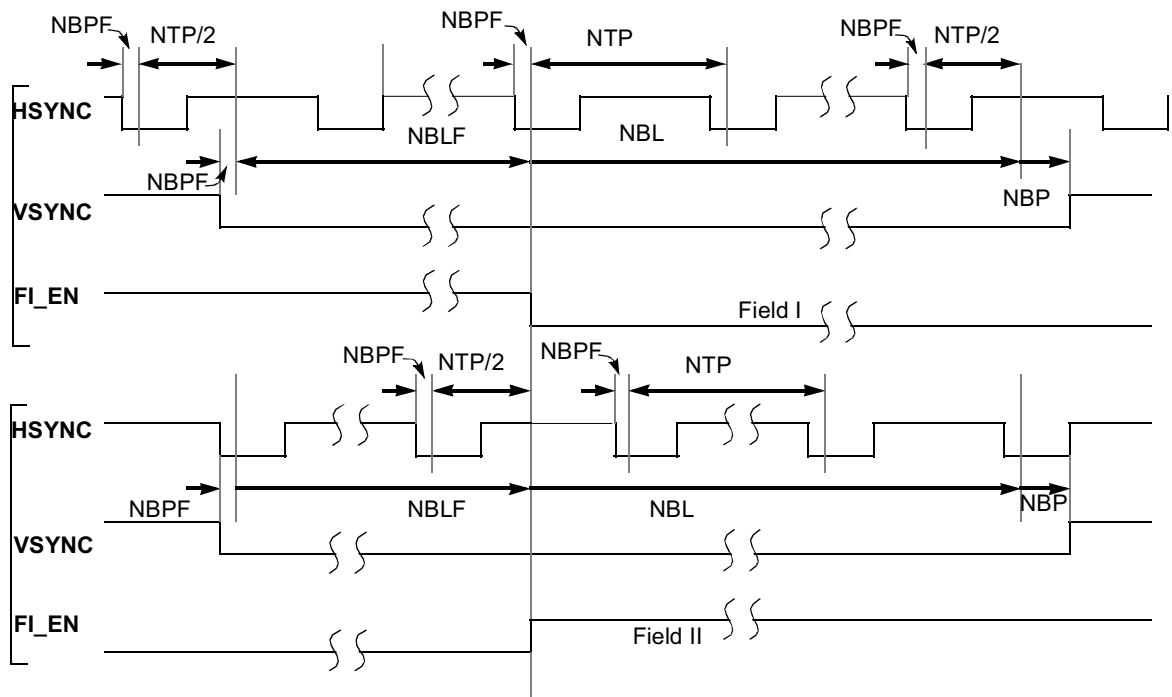 NBPF NTP/2 NBPF NTP NBPF NTP/2
HSYNC
NBLF NBL
NBPF NBP
VSYNC
FI_EN
Field I
NBPF NTP/2 NBPF NTP
HSYNC
NBPF NBLF NBL NBP
VSYNC
FI_EN
Field II